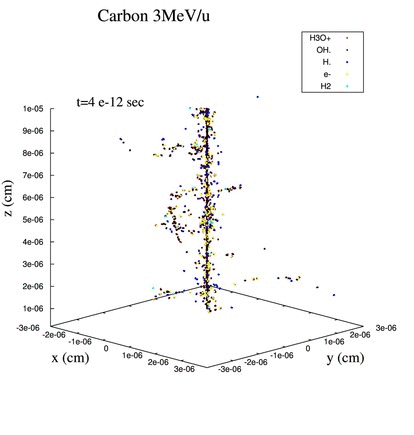 Carbon 3MeV/u
H3O+
OH.
H.
e-
H2
t=4 e-12 sec
1e-05
9e-06
8e-06
7e-06
6e-06
5e-06
4e-06
3e-06
2e-06
1e-06
z (cm)
-3e-06
-2e-06
-1e-06
0
1e-06
2e-06
3e-06
x (cm)
-3e-06
-2e-06
-1e-06
0
1e-06
2e-06
3e-06
y (cm)